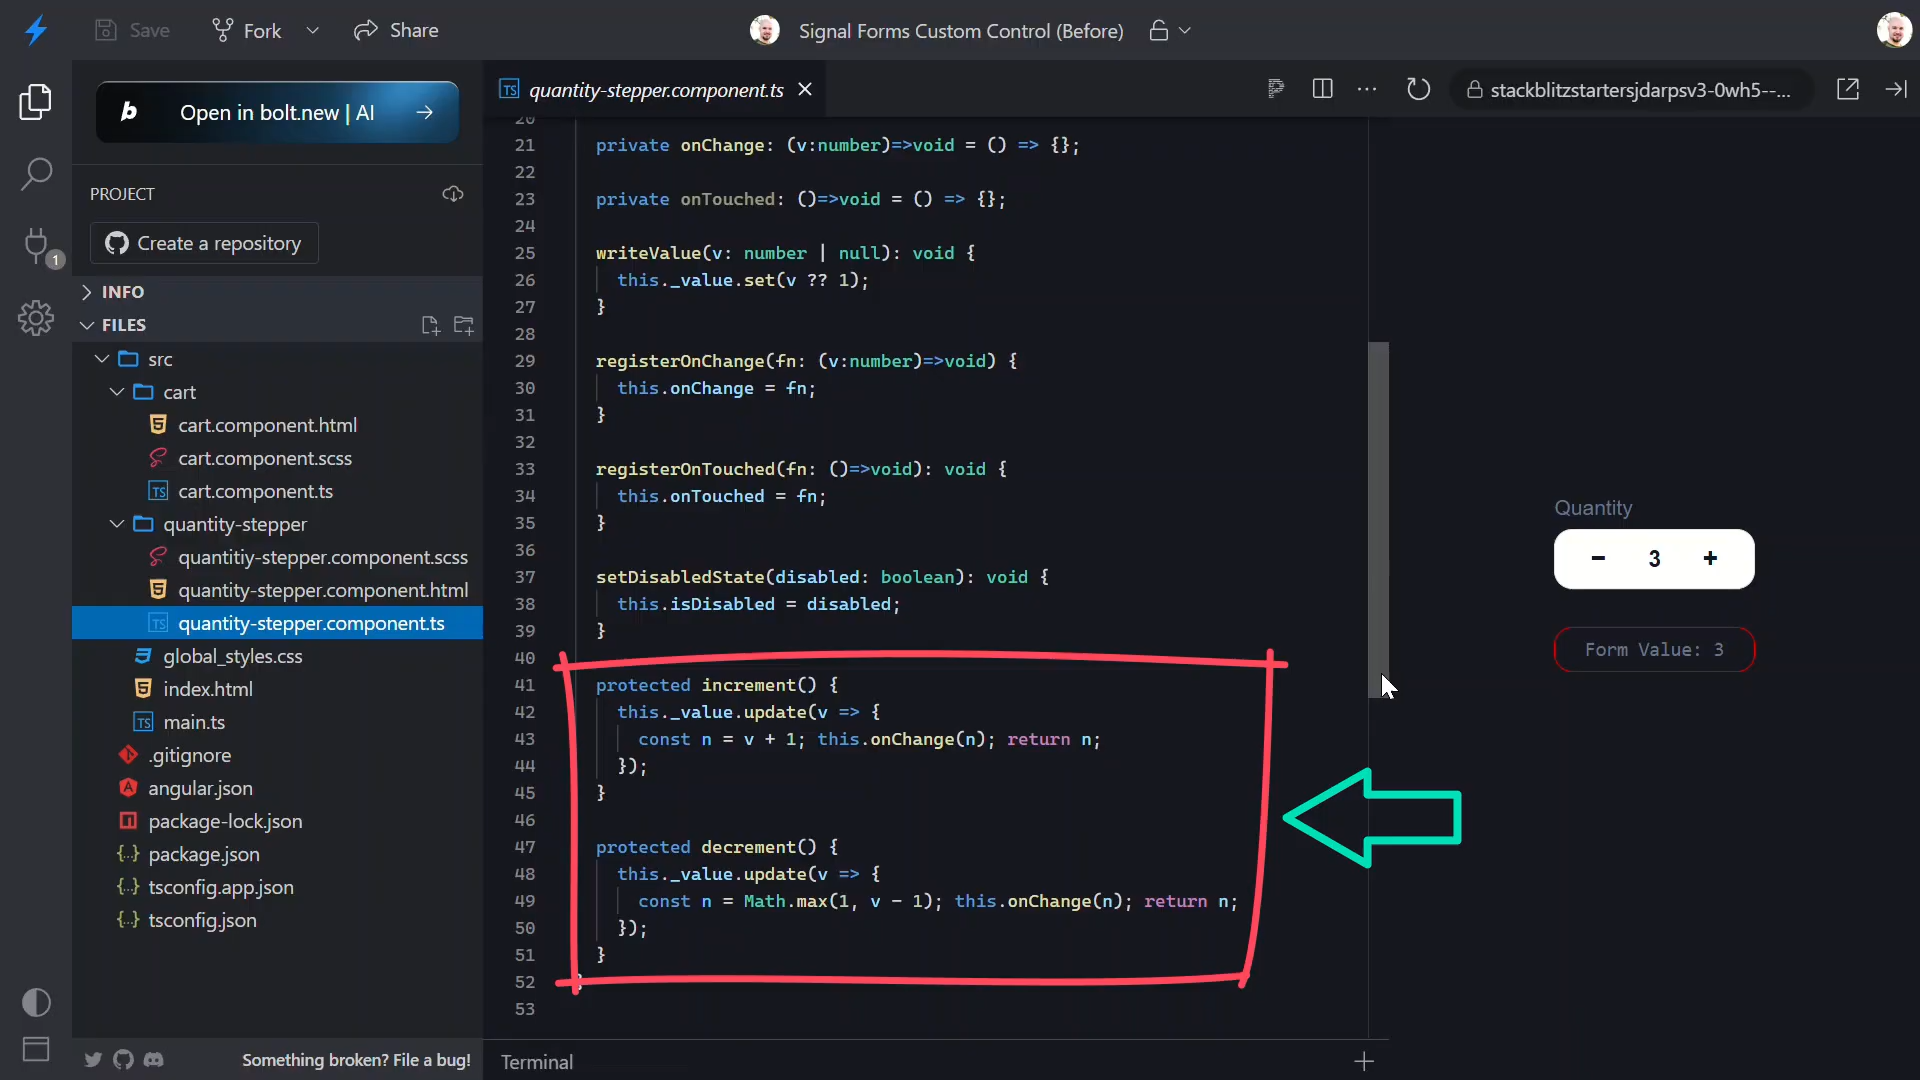 Save
Fork
Share
Signal Forms Custom Control (Before)
b Open in bolt.new | AI
TS quantity-stepper.component.ts
stackblitzstartersjdarpsv3-0wh5--...
PROJECT
Create a repository
1
INFO
FILES
src
cart
cart.component.html
cart.component.scss
TS cart.component.ts
quantity-stepper
quantitiy-stepper.component.scss
quantity-stepper.component.html
TS quantity-stepper.component.ts
global_styles.css
index.html
TS main.ts
.gitignore
angular.json
package-lock.json
{..} package.json
{..} tsconfig.app.json
{..} tsconfig.json
Something broken? File a bug!
20
21 private onChange: (v:number)=>void = () => {};
22
23 private onTouched: ()=>void = () => {};
24
25 writeValue(v: number | null): void {
26 this._value.set(v ?? 1);
27 }
28
29 registerOnChange(fn: (v:number)=>void) {
30 this.onChange = fn;
31 }
32
33 registerOnTouched(fn: ()=>void): void {
34 this.onTouched = fn;
35 }
36
37 setDisabledState(disabled: boolean): void {
38 this.isDisabled = disabled;
39 }
40
41 protected increment() {
42 this._value.update(v => {
43 const n = v + 1; this.onChange(n); return n;
44 });
45 }
46
47 protected decrement() {
48 this._value.update(v => {
49 const n = Math.max(1, v - 1); this.onChange(n); return n;
50 });
51 }
52 }
53
Terminal
Quantity
- 3 +
Form Value: 3